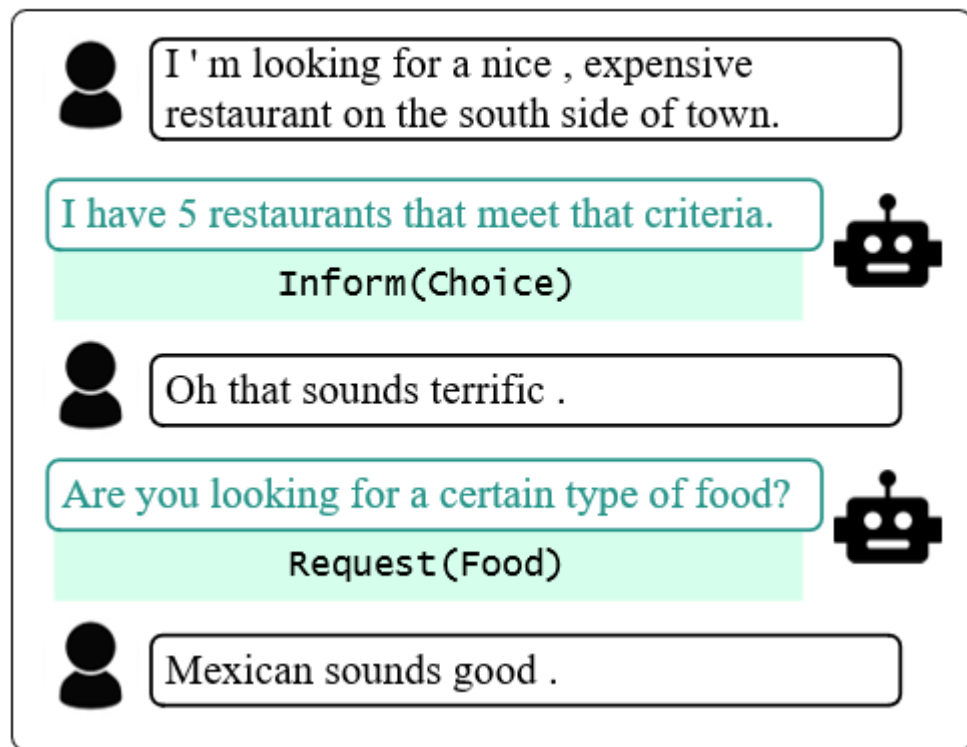 I ' m looking for a nice , expensive
restaurant on the south side of town.
I have 5 restaurants that meet that criteria.
Inform(Choice)
Oh that sounds terrific .
Are you looking for a certain type of food?
Request(Food)
Mexican sounds good .